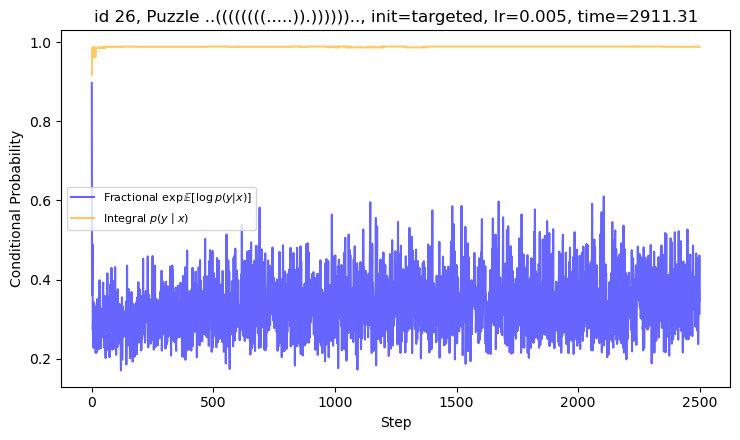 id 26, Puzzle ..((((((((.....)).)))))).., init=targeted, lr=0.005, time=2911.31
Conditional Probability
1.0
0.8
0.6
0.4
0.2
Fractional exp𝔼[log p(y|x)]
Integral p(y | x)
0
500
1000
1500
2000
2500
Step